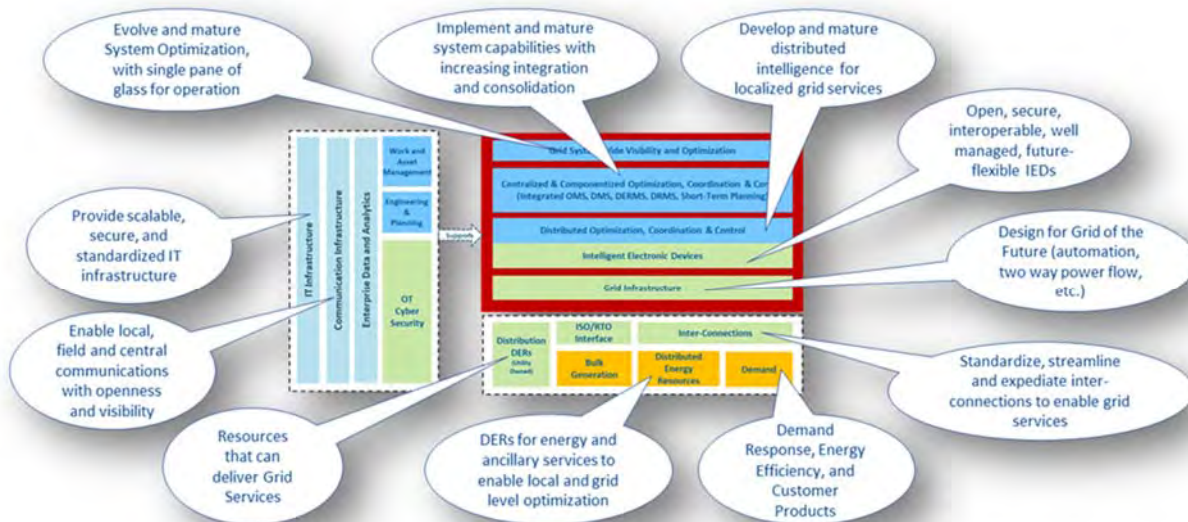 Evolve and mature
System Optimization,
with single pane of
glass for operation
Implement and mature
system capabilities with
increasing integration
and consolidation
Develop and mature
distributed
intelligence for
localized grid services
Open, secure,
interoperable, well
managed, future-
flexible IEDs
Design for Grid of the
Future (automation,
two way power flow,
etc.)
Standardize, streamline
and expediate inter-
connections to enable grid
services
Demand
Response, Energy
Efficiency, and
Customer
Products
DERs for energy and
ancillary services to
enable local and grid
level optimization
Resources
that can
deliver Grid
Services
Enable local,
field and central
communications
with openness
and visibility
Provide scalable,
secure, and
standardized IT
infrastructure
IT Infrastructure
Communication Infrastructure
Enterprise Data and Analytics
Work and
Asset
Management
Engineering
&
Planning
OT
Cyber
Security
Supports
Grid System Wide Visibility and Optimization
Centralized & Componentized Optimization, Coordination &
(Integrated OMS, DMS, DERMS, DRMS, Short-Term Planning)
Distributed Optimization, Coordination & Control
Intelligent Electronic Devices
Grid Infrastructure
Distribution
DERs
(Utility
Owned)
ISO/RTO
Interface
Inter-Connections
Bulk
Generation
Distributed
Energy
Resources
Demand